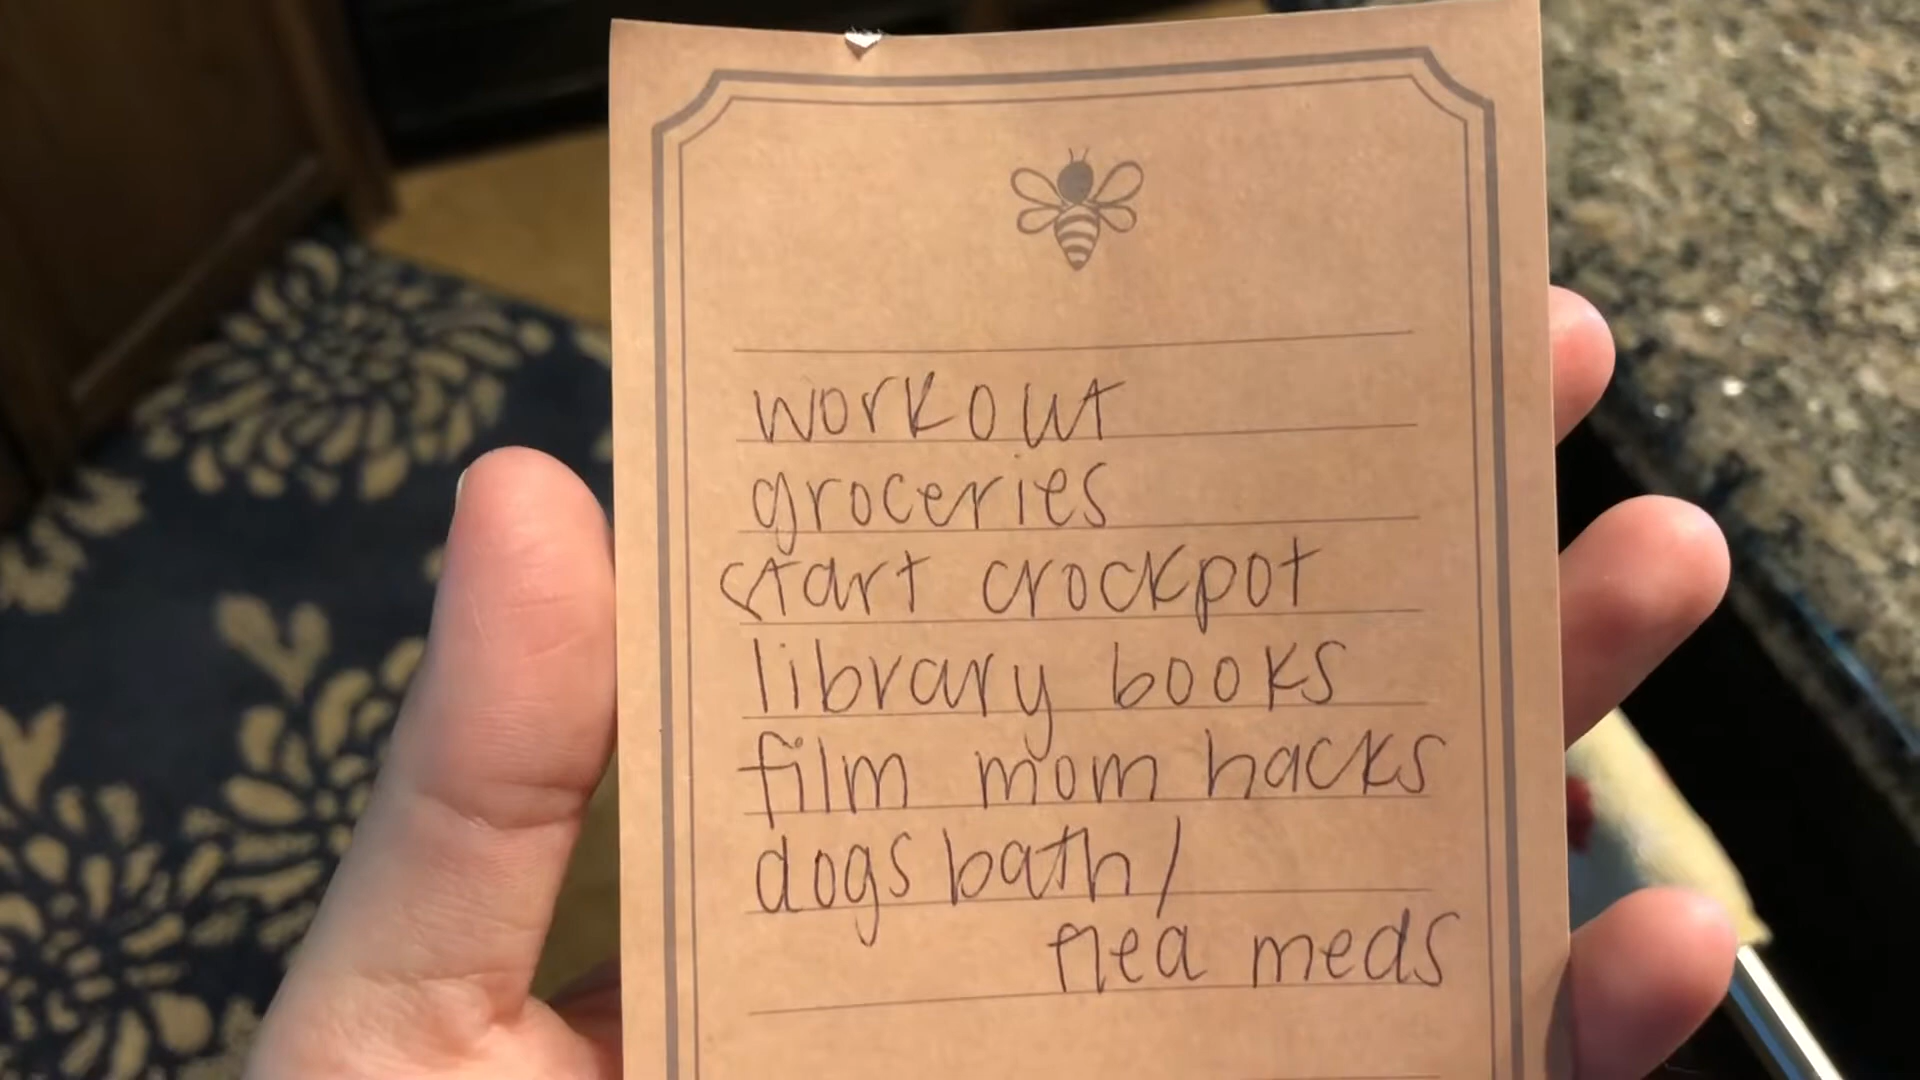 workout
groceries
start crockpot
library books
film mom hacks
dogs bath/
flea meds